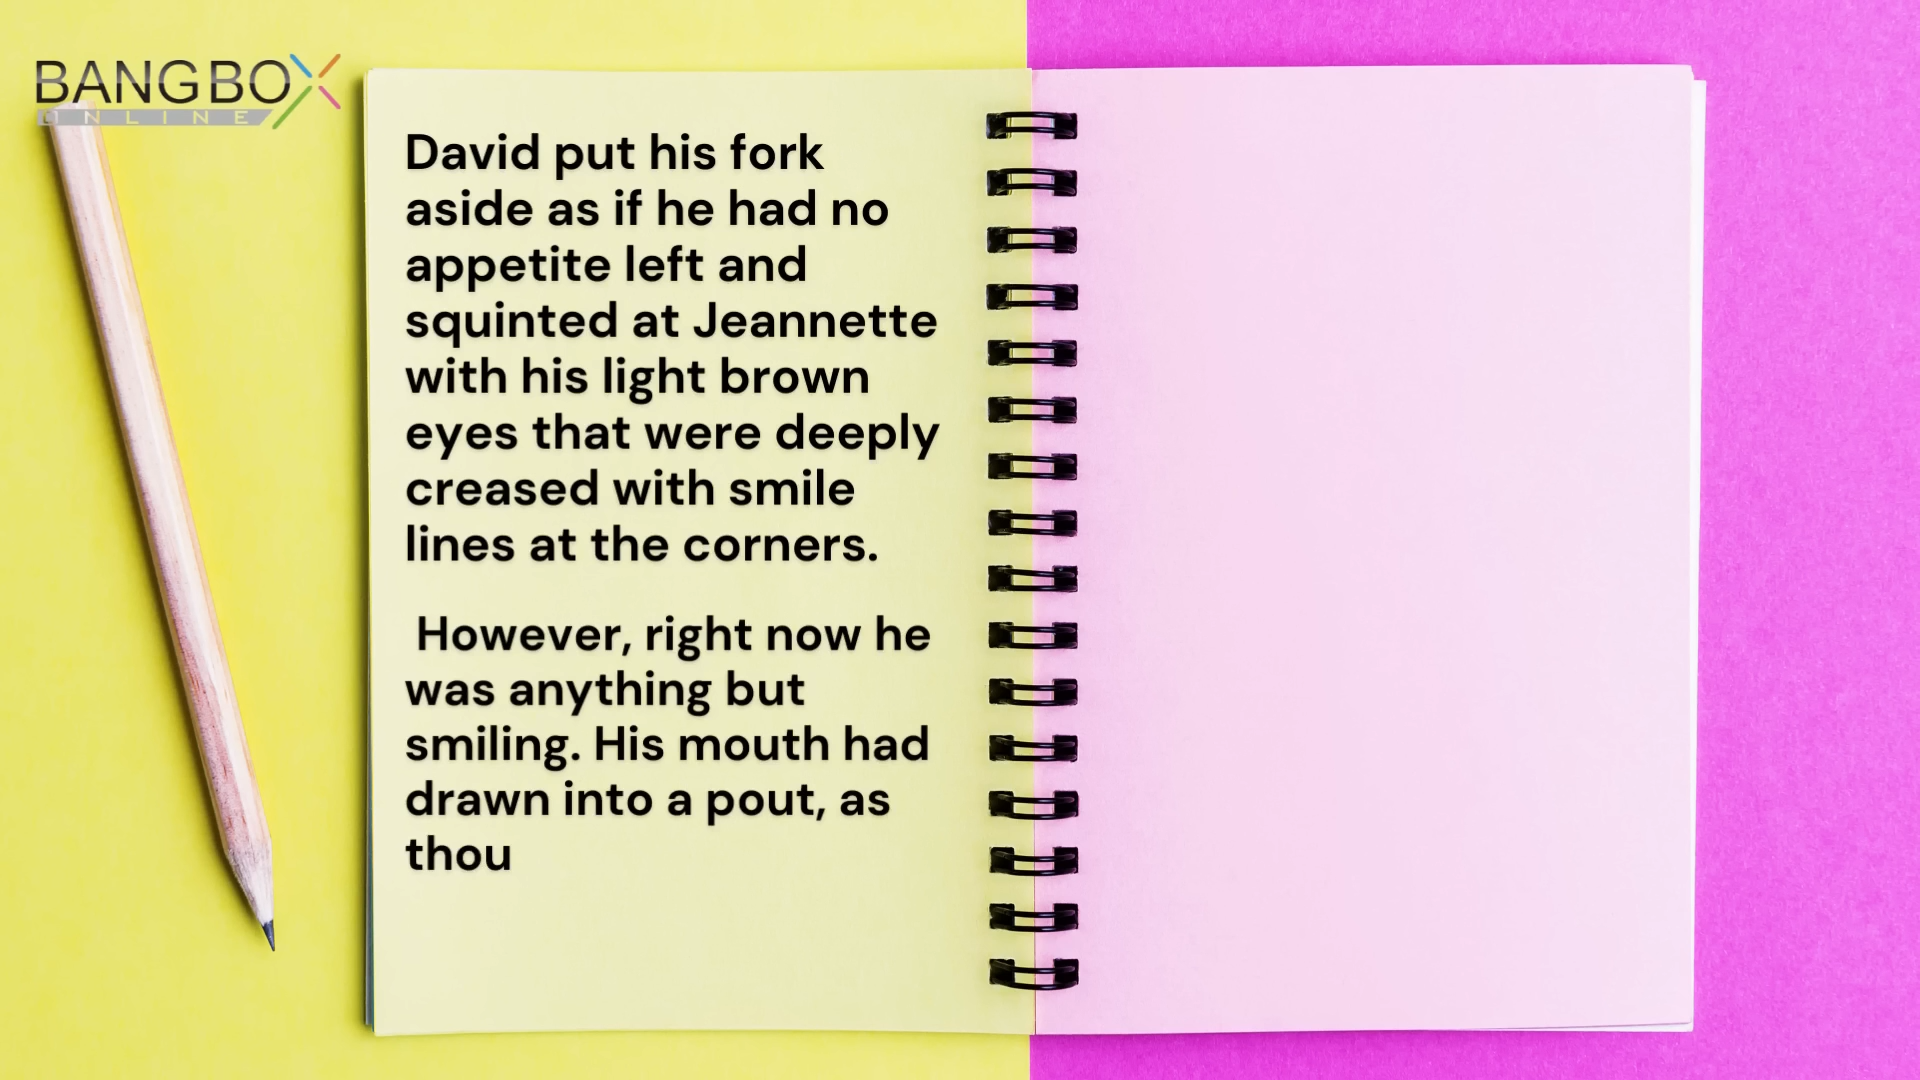 BANGBOX
ONLINE
David put his fork
aside as if he had no
appetite left and
squinted at Jeannette
with his light brown
eyes that were deeply
creased with smile
lines at the corners.
However, right now he
was anything but
smiling. His mouth had
drawn into a pout, as
thou